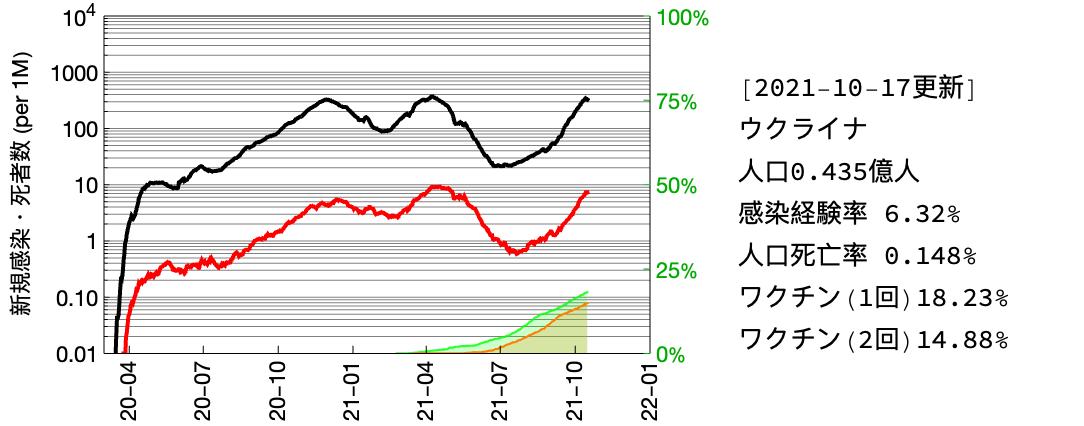 新規感染・死者数 (per 1M)
10⁴
1000
100
10
1
0.10
0.01
100%
75%
50%
25%
0%
20-04
20-07
20-10
21-01
21-04
21-07
21-10
22-01
[2021-10-17更新]
ウクライナ
人口0.435億人
感染経験率 6.32%
人口死亡率 0.148%
ワクチン(1回)18.23%
ワクチン(2回)14.88%